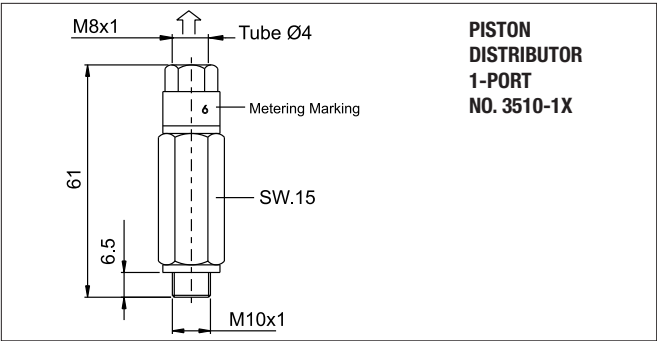 M8x1
Tube Ø4
PISTON
DISTRIBUTOR
1-PORT
NO. 3510-1X
6
Metering Marking
61
SW.15
6.5
M10x1